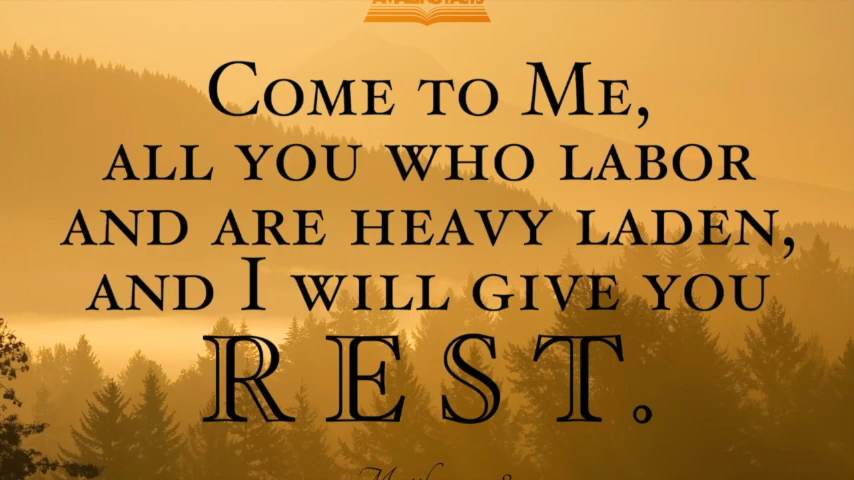 Come to Me,
all you who labor
and are heavy laden,
and I will give you
REST.